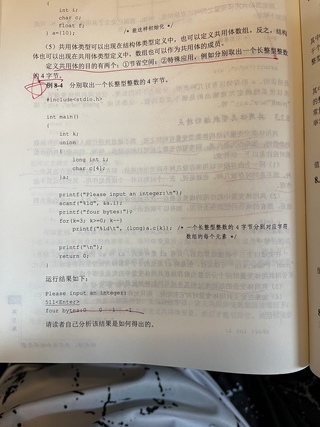 {
int i;
char c;
float f;
} a={10}; /* 最这样初始化 */
(5) 共用体类型可以出现在结构体类型定义中，也可以定义共用体数组。反之，结构
体也可以出现在共用体类型定义中，数组也可以作为共用体的成员。
定义共用体的目的有两个：①节省空间；②特殊应用。例如分别取出一个长整型整数
的 4 字节。
例 8-4 分别取出一个长整型整数的 4 字节。
#include<stdio.h>
int main()
{
int k;
union
{
long int i;
char c[4];
}a;
printf("Please input an integer:\n");
scanf("%ld", &a.i);
printf("four bytes:");
for(k=3; k>=0; k--)
printf("%ld\t", (long)a.c[k]); /* 一个长整型整数的 4 字节分别对应字符
数组的每个元素 */
printf("\n");
return 0;
}
运行结果如下：
Please input an integer:
511<Enter>
four bytes:0 0 1 -1
请读者自己分析该结果是如何得出的。